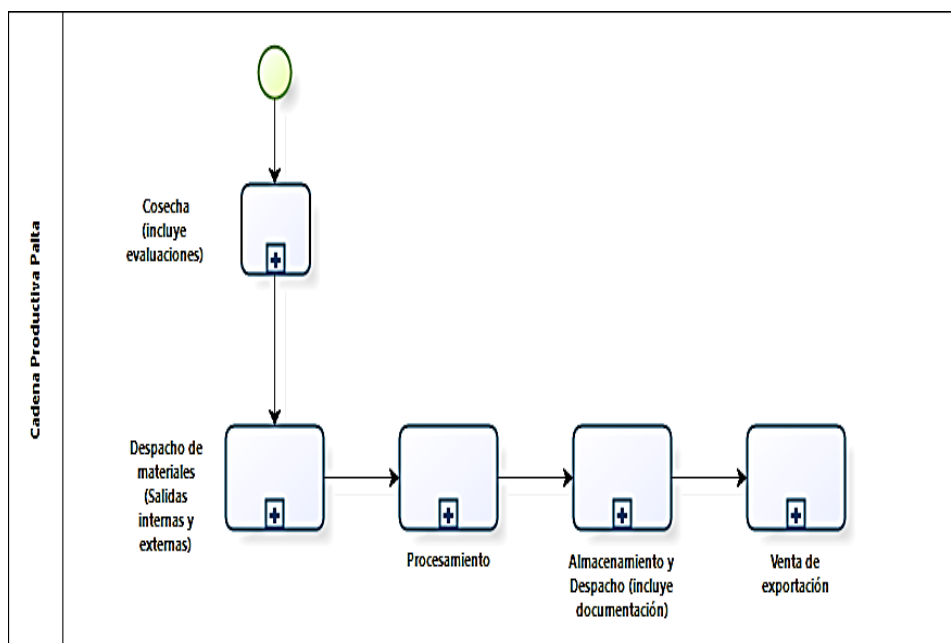 Cadena Productiva Palta
Cosecha
(incluye
evaluaciones)
Despacho de
materiales
(Salidas
internas y
externas)
Procesamiento
Almacenamiento y
Despacho (incluye
documentación)
Venta de
exportación